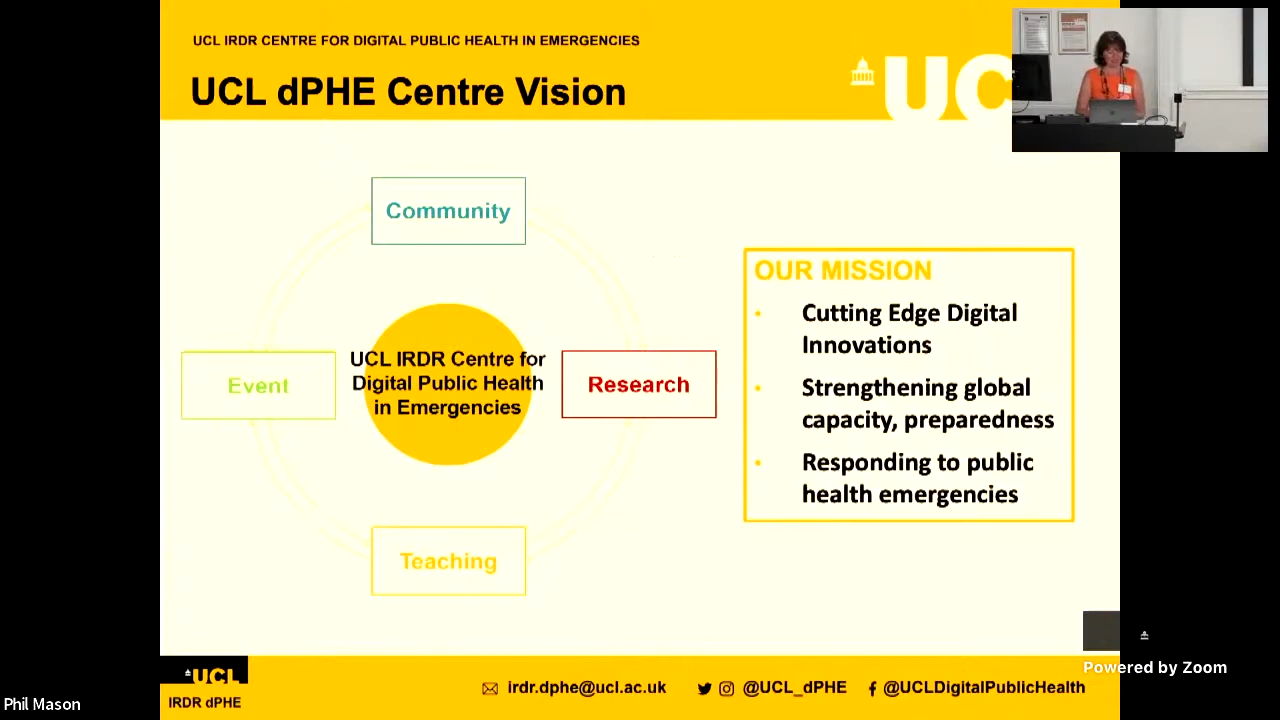 UCL IRDR CENTRE FOR DIGITAL PUBLIC HEALTH IN EMERGENCIES
UCL dPHE Centre Vision
UC
Community
Event
UCL IRDR Centre for
Digital Public Health
in Emergencies
Research
Teaching
OUR MISSION
• Cutting Edge Digital
Innovations
• Strengthening global
capacity, preparedness
• Responding to public
health emergencies
UCL
IRDR dPHE
irdr.dphe@ucl.ac.uk
@UCL_dPHE
@UCLDigitalPublicHealth
Powered by Zoom
Phil Mason